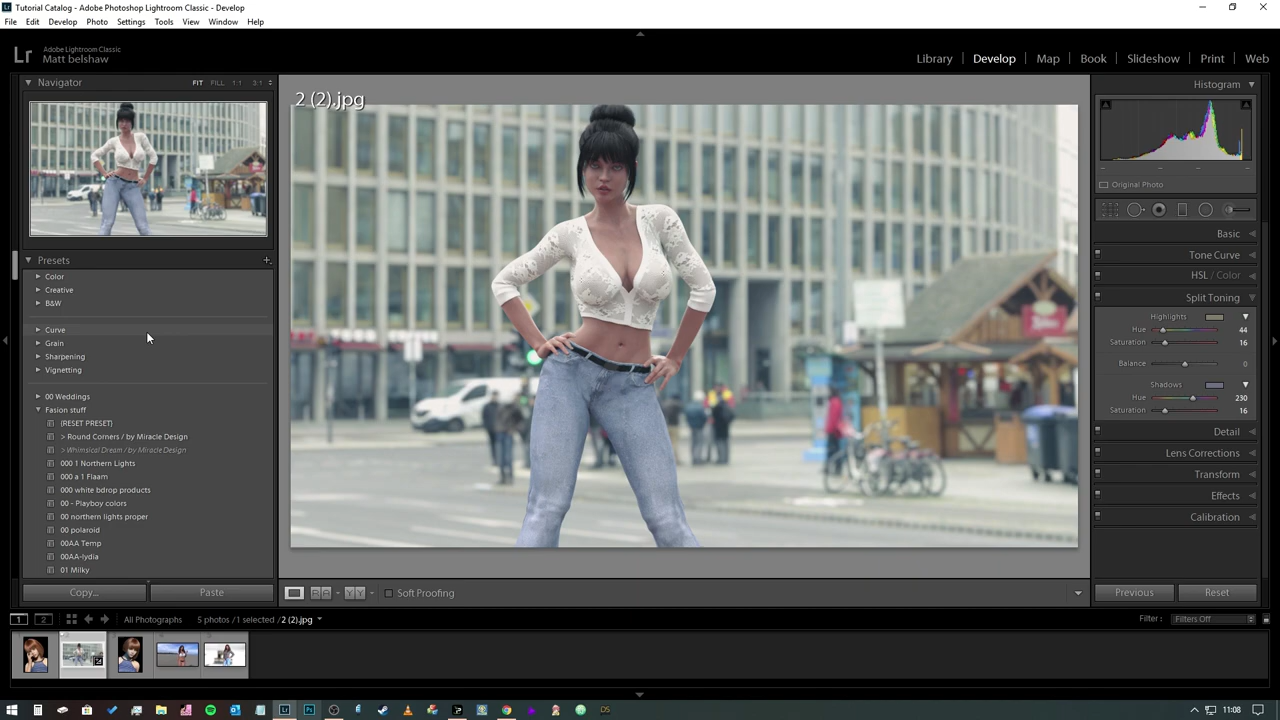 Tutorial Catalog - Adobe Photoshop Lightroom Classic - Develop
File Edit Develop Photo Settings Tools View Window Help
Lr Adobe Lightroom Classic
Matt belshaw
Library | Develop | Map | Book | Slideshow | Print | Web
Navigator FIT FILL 1:1 3:1
Histogram
2 (2).jpg
Original Photo
Basic
Tone Curve
HSL / Color
Split Toning
Highlights
Hue 44
Saturation 16
Balance 0
Shadows
Hue 230
Saturation 16
Detail
Lens Corrections
Transform
Effects
Calibration
Presets
Color
Creative
B&W
Curve
Grain
Sharpening
Vignetting
00 Weddings
Fasion stuff
{RESET PRESET}
> Round Corners / by Miracle Design
> Whimsical Dream / by Miracle Design
000 1 Northern Lights
000 a 1 Flaam
000 white bdrop products
00 - Playboy colors
00 northern lights proper
00 polaroid
00AA Temp
00AA-lydia
01 Milky
Copy... Paste
Soft Proofing
Previous Reset
1 2 All Photographs 5 photos / 1 selected / 2 (2).jpg
Filter : Filters Off
11:08